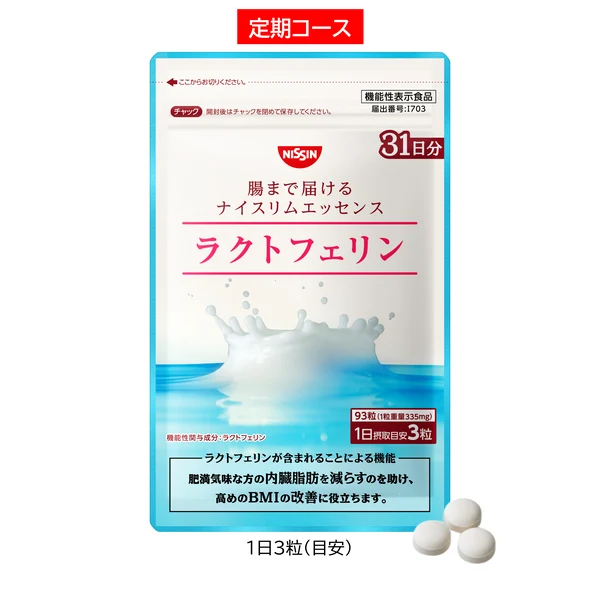 定期コース
ここからお切りください。
チャック 開封後はチャックを閉めて保存してください。
機能性表示食品
届出番号:I703
31日分
NISSIN
腸まで届ける
ナイスリムエッセンス
ラクトフェリン
93粒(1粒重量335mg)
1日摂取目安3粒
機能性関与成分:ラクトフェリン
ラクトフェリンが含まれることによる機能
肥満気味な方の内臓脂肪を減らすのを助け、
高めのBMIの改善に役立ちます。
1日3粒(目安)